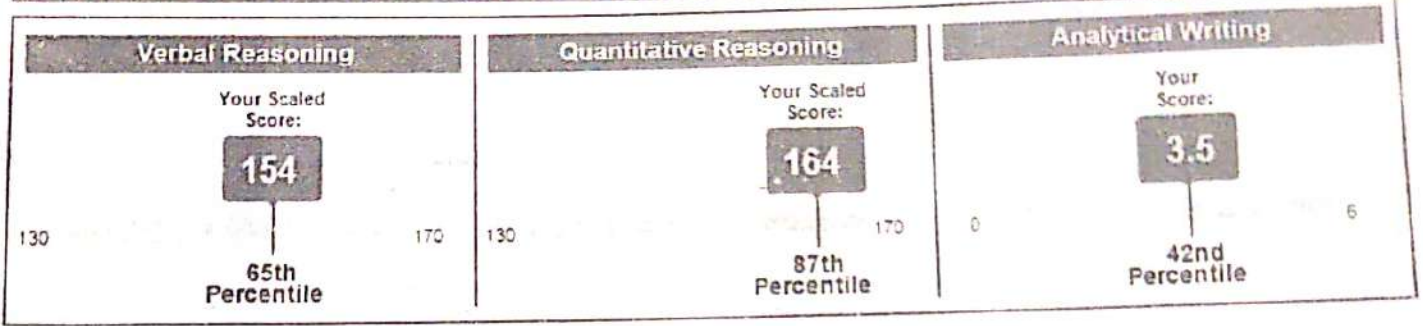 Verbal Reasoning
Your Scaled
Score:
154
130
170
65th
Percentile
Quantitative Reasoning
Your Scaled
Score:
164
130
170
87th
Percentile
Analytical Writing
Your
Score:
3.5
0
6
42nd
Percentile